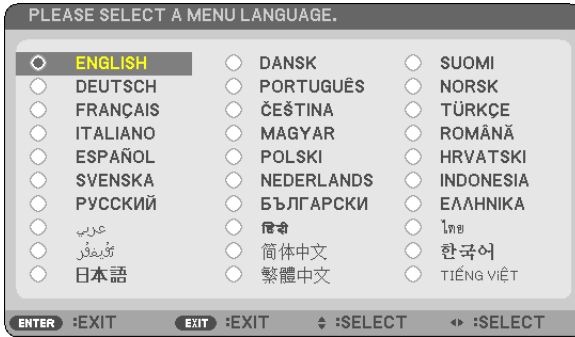 PLEASE SELECT A MENU LANGUAGE.
ENGLISH DANSK SUOMI
DEUTSCH PORTUGUÊS NORSK
FRANÇAIS ČEŠTINA TÜRKÇE
ITALIANO MAGYAR ROMÂNĂ
ESPAÑOL POLSKI HRVATSKI
SVENSKA NEDERLANDS INDONESIA
РУССКИЙ БЪЛГАРСКИ ΕΛΛΗΝΙΚΑ
عربي हिंदी ไทย
简体中文 한국어
日本語 繁體中文 TIẾNG VIỆT
ENTER :EXIT EXIT :EXIT :SELECT :SELECT